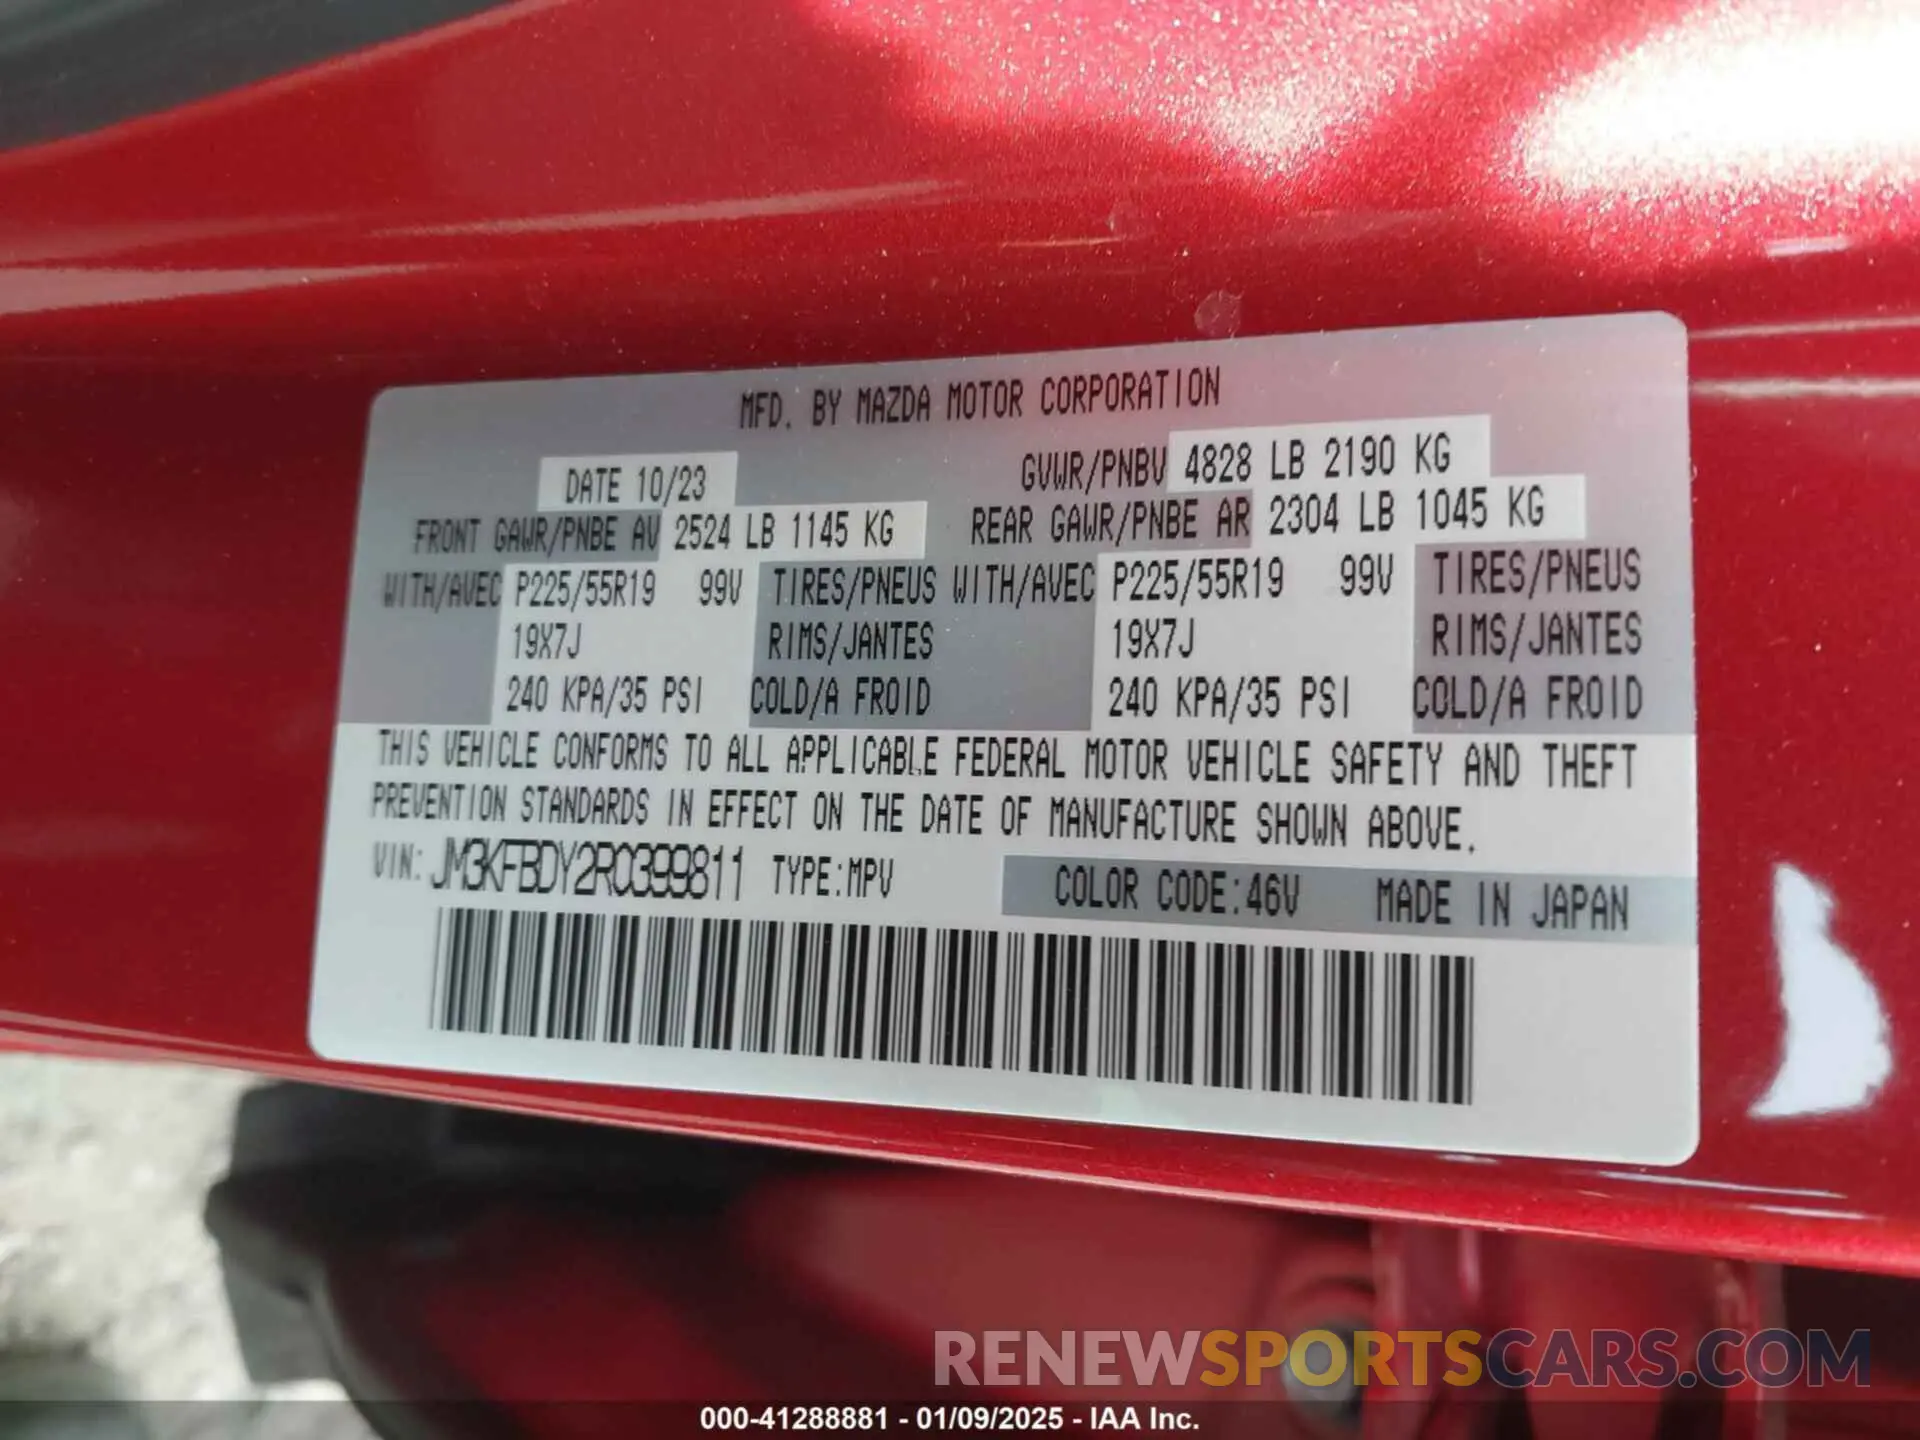 MFD. BY MAZDA MOTOR CORPORATION
DATE 10/23 GVWR/PNBV 4828 LB 2190 KG
FRONT GAWR/PNBE AV 2524 LB 1145 KG REAR GAWR/PNBE AR 2304 LB 1045 KG
WITH/AVEC P225/55R19 99V TIRES/PNEUS WITH/AVEC P225/55R19 99V TIRES/PNEUS
19X7J RIMS/JANTES 19X7J RIMS/JANTES
240 KPA/35 PSI COLD/A FROID 240 KPA/35 PSI COLD/A FROID
THIS VEHICLE CONFORMS TO ALL APPLICABLE FEDERAL MOTOR VEHICLE SAFETY AND THEFT
PREVENTION STANDARDS IN EFFECT ON THE DATE OF MANUFACTURE SHOWN ABOVE.
VIN: JM3KFBDY2R0399811 TYPE:MPV COLOR CODE:46V MADE IN JAPAN
RENEWSPORTSCARS.COM
000-41288881 - 01/09/2025 - IAA Inc.